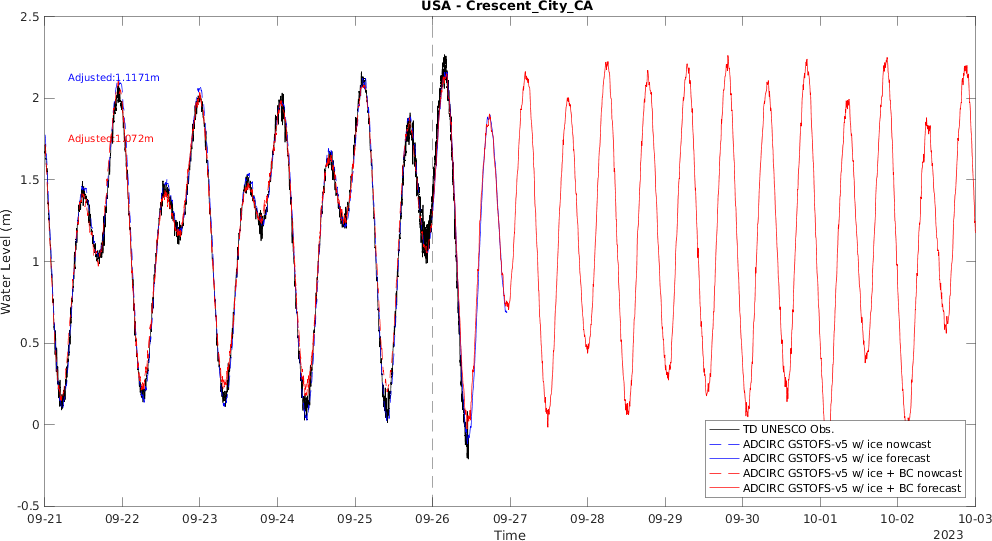 USA - Crescent_City_CA
2.5
2
1.5
1
0.5
0
-0.5
Water Level (m)
Adjusted:1.1171m
Adjusted:1.072m
TD UNESCO Obs.
ADCIRC GSTOFS-v5 w/ ice nowcast
ADCIRC GSTOFS-v5 w/ ice forecast
ADCIRC GSTOFS-v5 w/ ice + BC nowcast
ADCIRC GSTOFS-v5 w/ ice + BC forecast
09-21 09-22 09-23 09-24 09-25 09-26 09-27 09-28 09-29 09-30 10-01 10-02 10-03
Time
2023